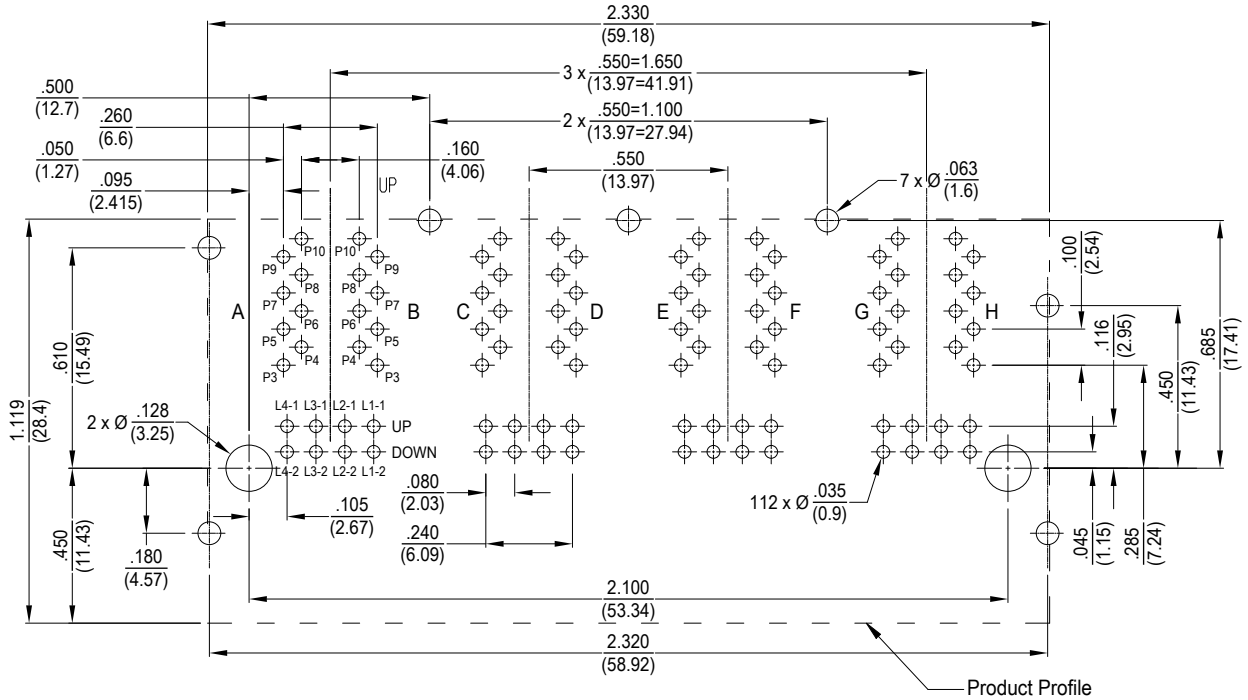 2.330
(59.18)
3 x .550=1.650
(13.97=41.91)
.500
(12.7)
2 x .550=1.100
(13.97=27.94)
.260
(6.6)
.050
(1.27)
.160
(4.06)
.550
(13.97)
.095
(2.415)
UP
7 x Ø .063
(1.6)
P10 P10
P9 P9
P8 P8
P7 P7
A B C D E F G H
P6 P6
P5 P5
P4 P4
P3 P3
.100
(2.54)
.116
(2.95)
.450
(11.43)
.685
(17.41)
.610
(15.49)
1.119
(28.4)
L4-1 L3-1 L2-1 L1-1
UP
2 x Ø .128
(3.25)
DOWN
L4-2 L3-2 L2-2 L1-2
.080
(2.03)
112 x Ø .035
(0.9)
.105
(2.67)
.240
(6.09)
.450
(11.43)
.180
(4.57)
.045
(1.15)
.285
(7.24)
2.100
(53.34)
2.320
(58.92)
Product Profile